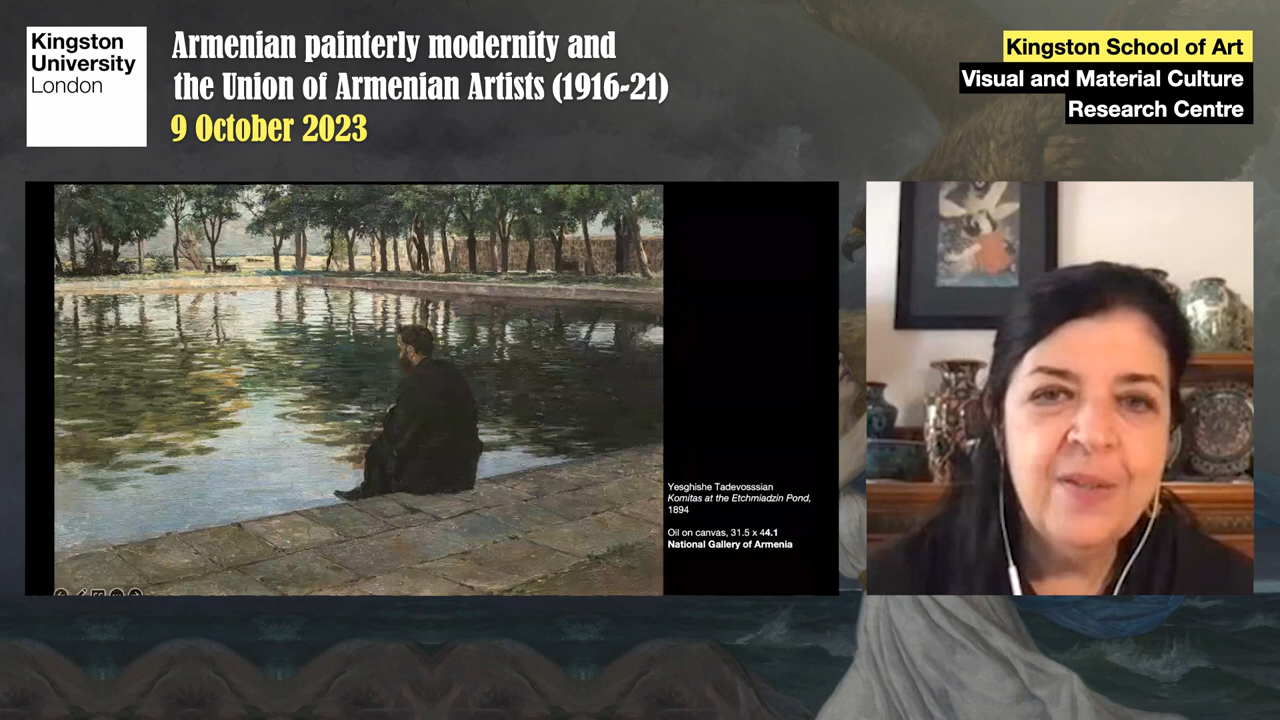 Kingston
University
London
Armenian painterly modernity and
the Union of Armenian Artists (1916-21)
9 October 2023
Kingston School of Art
Visual and Material Culture
Research Centre
Yesghishe Tadevosssian
Komitas at the Etchmiadzin Pond,
1894
Oil on canvas, 31.5 x 44.1
National Gallery of Armenia